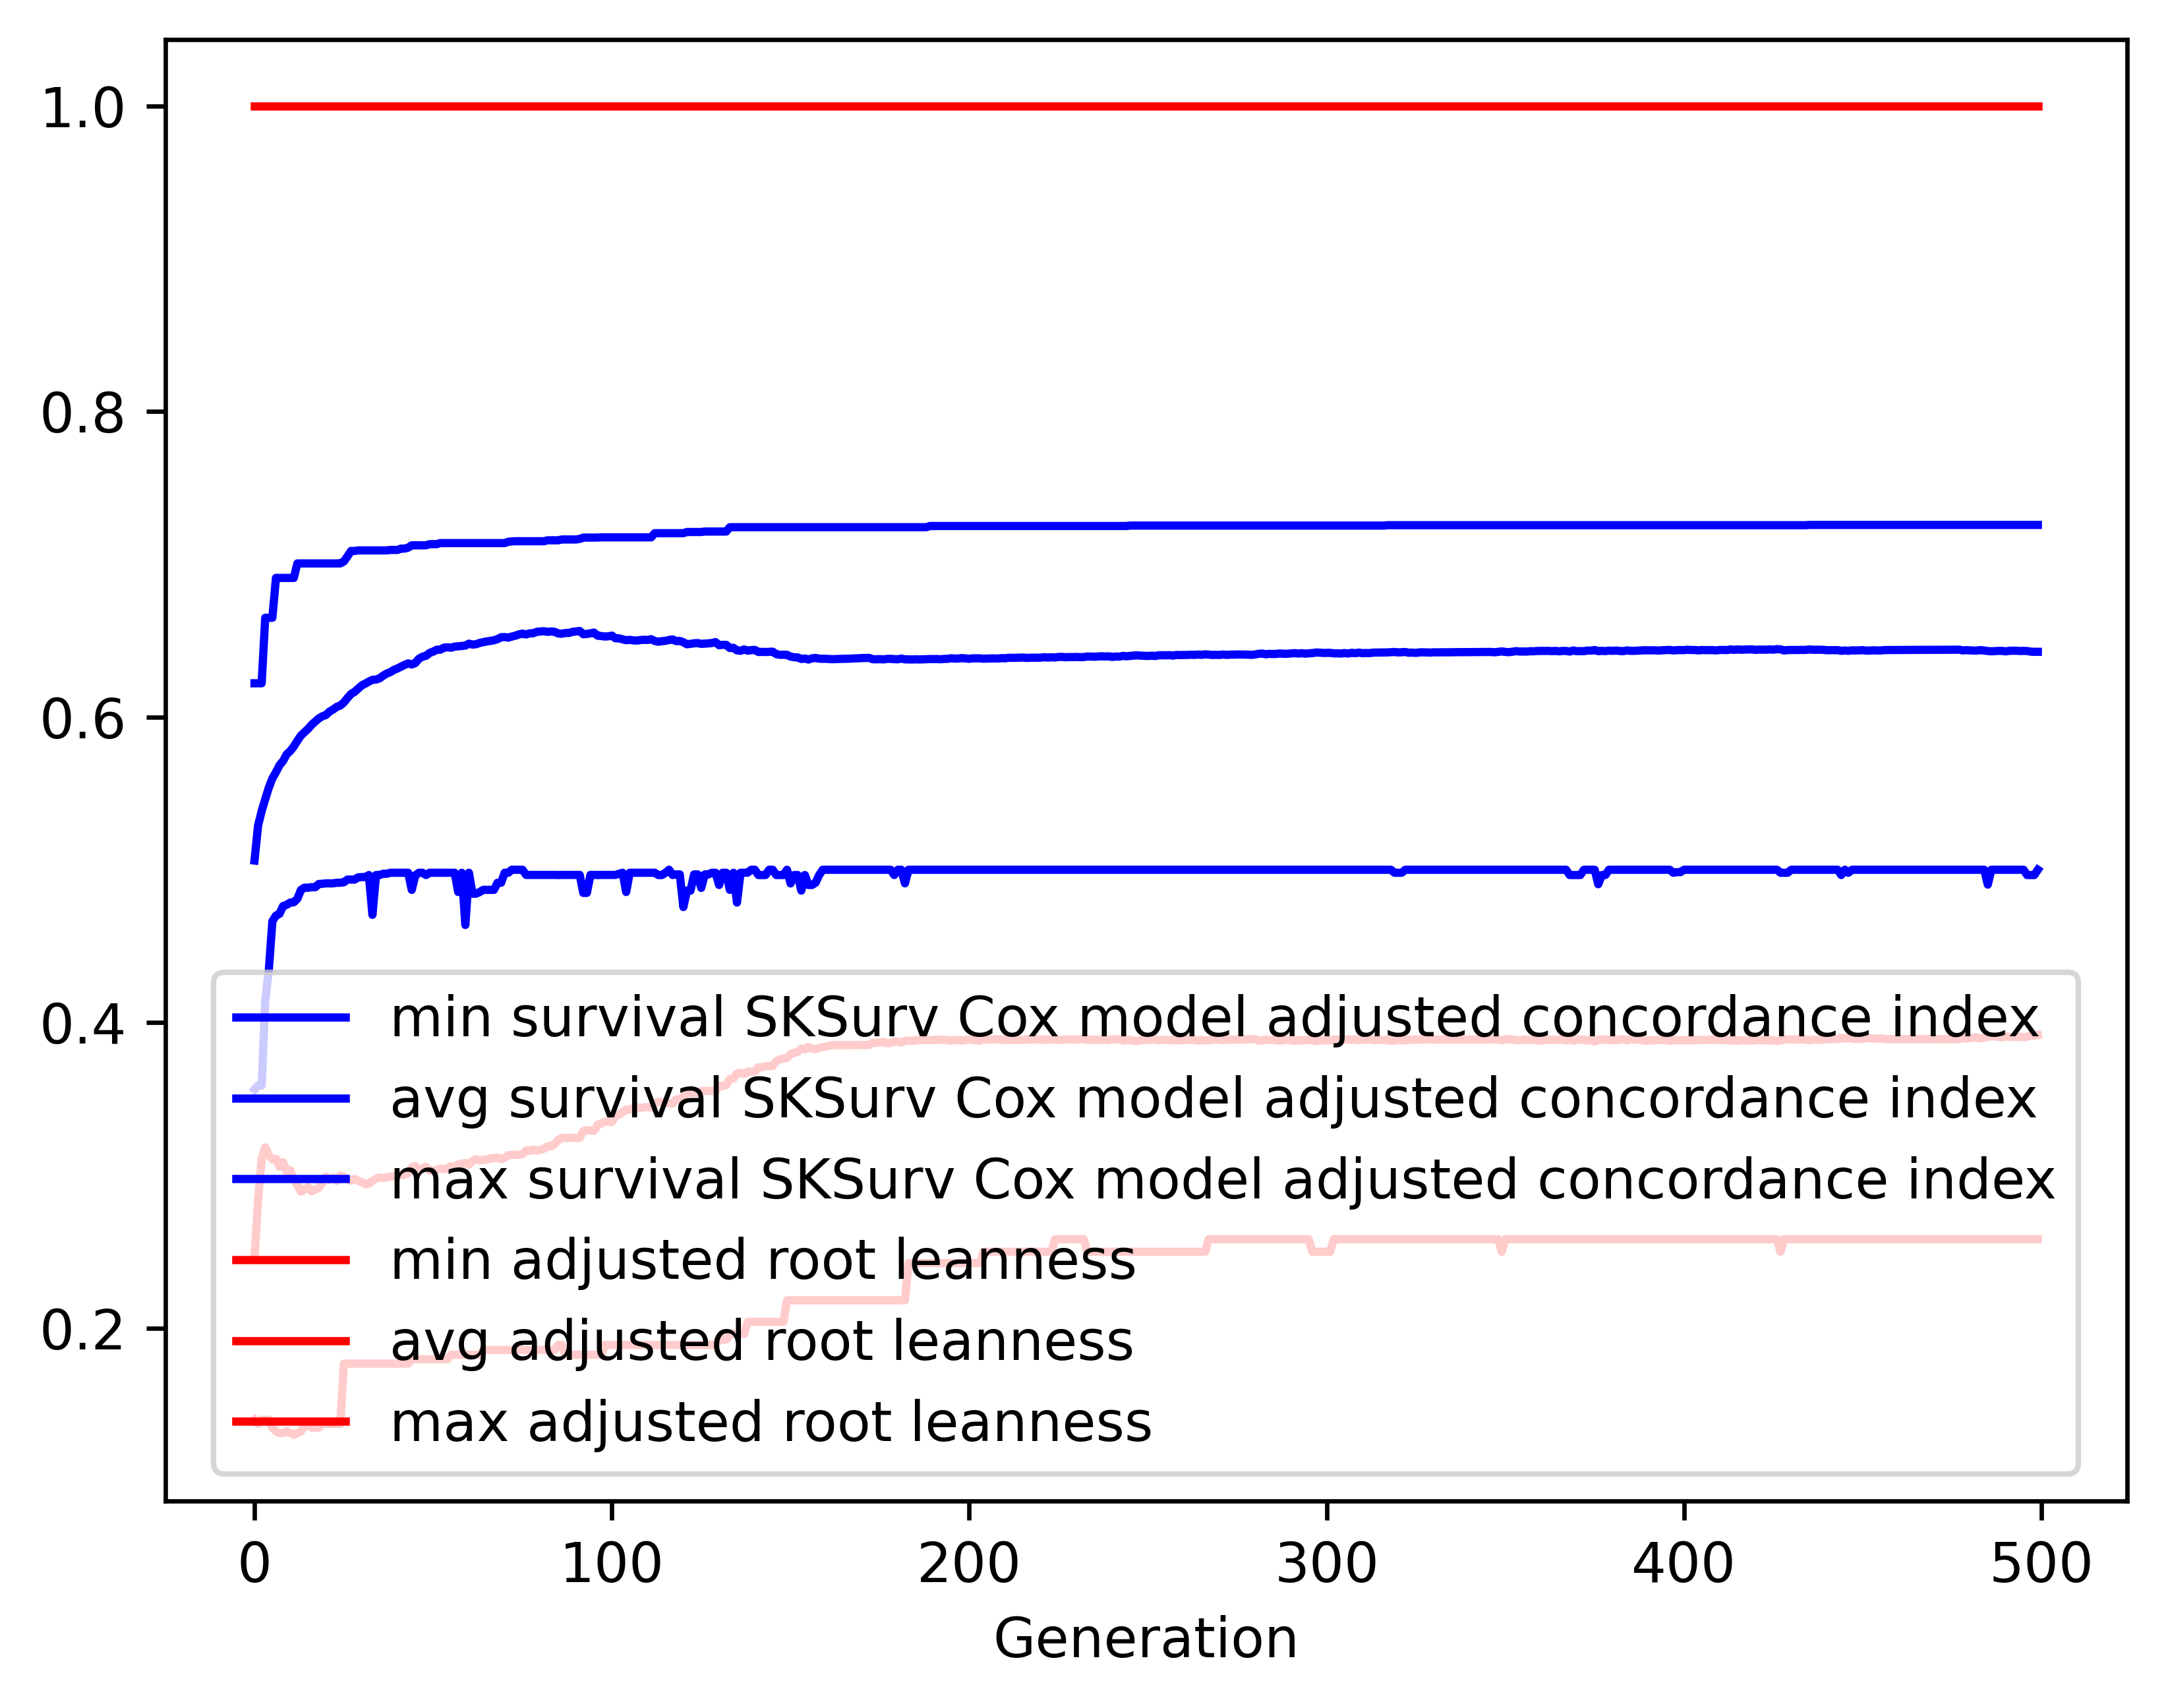 1.0
0.8
0.6
0.4
0.2
min survival SKSurv Cox model adjusted concordance index
avg survival SKSurv Cox model adjusted concordance index
max survival SKSurv Cox model adjusted concordance index
min adjusted root leanness
avg adjusted root leanness
max adjusted root leanness
0 100 200 300 400 500
Generation